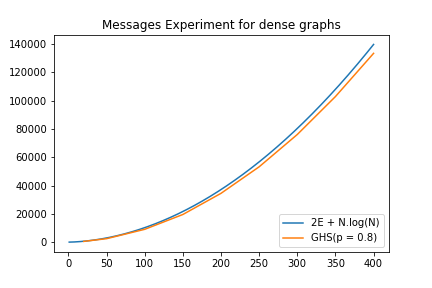 Messages Experiment for dense graphs
140000
120000
100000
80000
60000
40000
20000
0
2E + N.log(N)
GHS(p = 0.8)
0 50 100 150 200 250 300 350 400